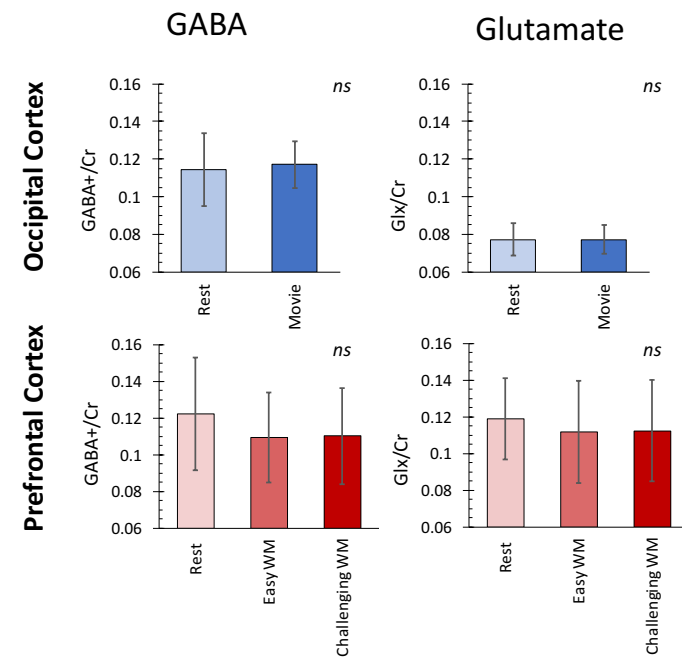 GABA
Glutamate
Occipital Cortex
GABA+/Cr
0.16
0.14
0.12
0.1
0.08
0.06
ns
Rest
Movie
Glx/Cr
0.16
0.14
0.12
0.1
0.08
0.06
ns
Rest
Movie
Prefrontal Cortex
GABA+/Cr
0.16
0.14
0.12
0.1
0.08
0.06
ns
Rest
Easy WM
Challenging WM
Glx/Cr
0.16
0.14
0.12
0.1
0.08
0.06
ns
Rest
Easy WM
Challenging WM